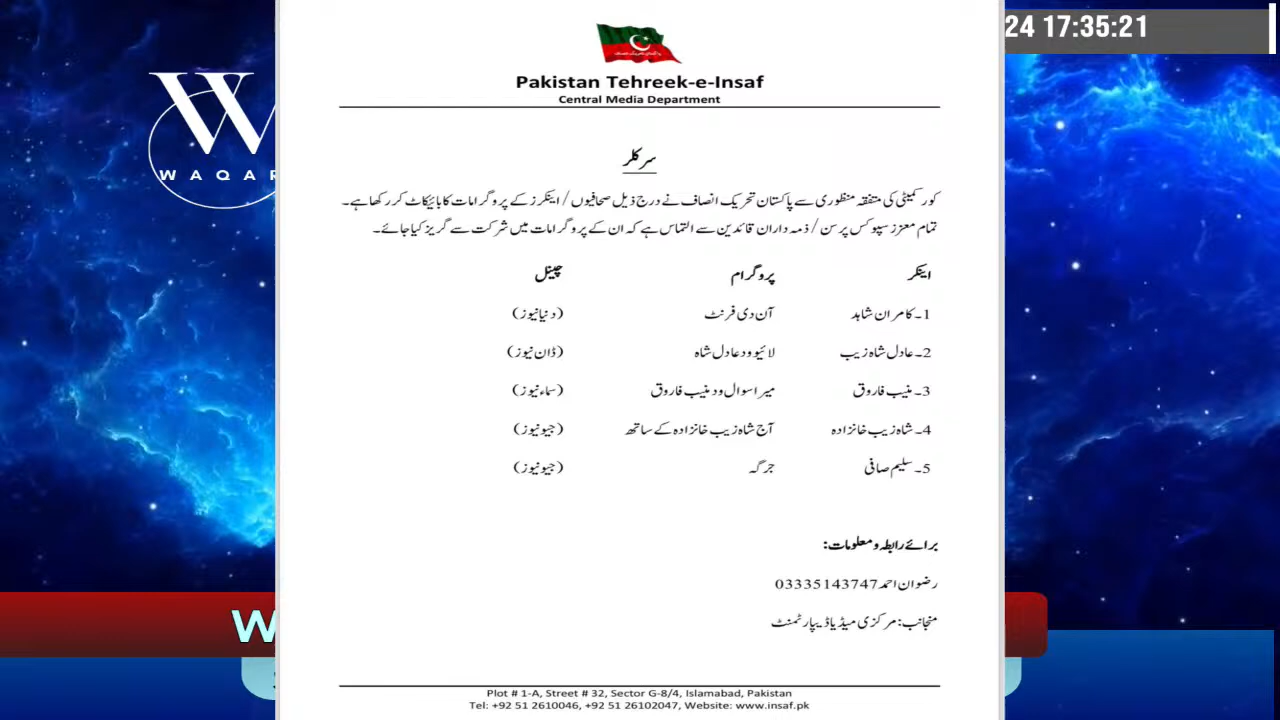 24 17:35:21
W
WAQAR
Pakistan Tehreek-e-Insaf
Central Media Department
سرکلر
کور کمیٹی کی متفقہ منظوری سے پاکستان تحریک انصاف نے درج ذیل صحافیوں / اینکرز کے پروگرامات کا بائیکاٹ کر رکھا ہے۔
تمام معزز سپوکس پرسن / ذمہ داران قائدین سے التماس ہے کہ ان کے پروگرامات میں شرکت سے گریز کیا جائے۔
اینکر پروگرام چینل
1۔ کامران شاہد آن دی فرنٹ (دنیا نیوز)
2۔ عادل شاہ زیب لائیو ود عادل شاہ (ڈان نیوز)
3۔ منیب فاروق میرا سوال ود منیب فاروق (سماء نیوز)
4۔ شاہ زیب خانزادہ آج شاہ زیب خانزادہ کے ساتھ (جیو نیوز)
5۔ سلیم صافی جرگہ (جیو نیوز)
برائے رابطہ و معلومات:
رضوان احمد 03335143747
منجانب: مرکزی میڈیا ڈیپارٹمنٹ
W
Plot # 1-A, Street # 32, Sector G-8/4, Islamabad, Pakistan
Tel: +92 51 2610046, +92 51 26102047, Website: www.insaf.pk